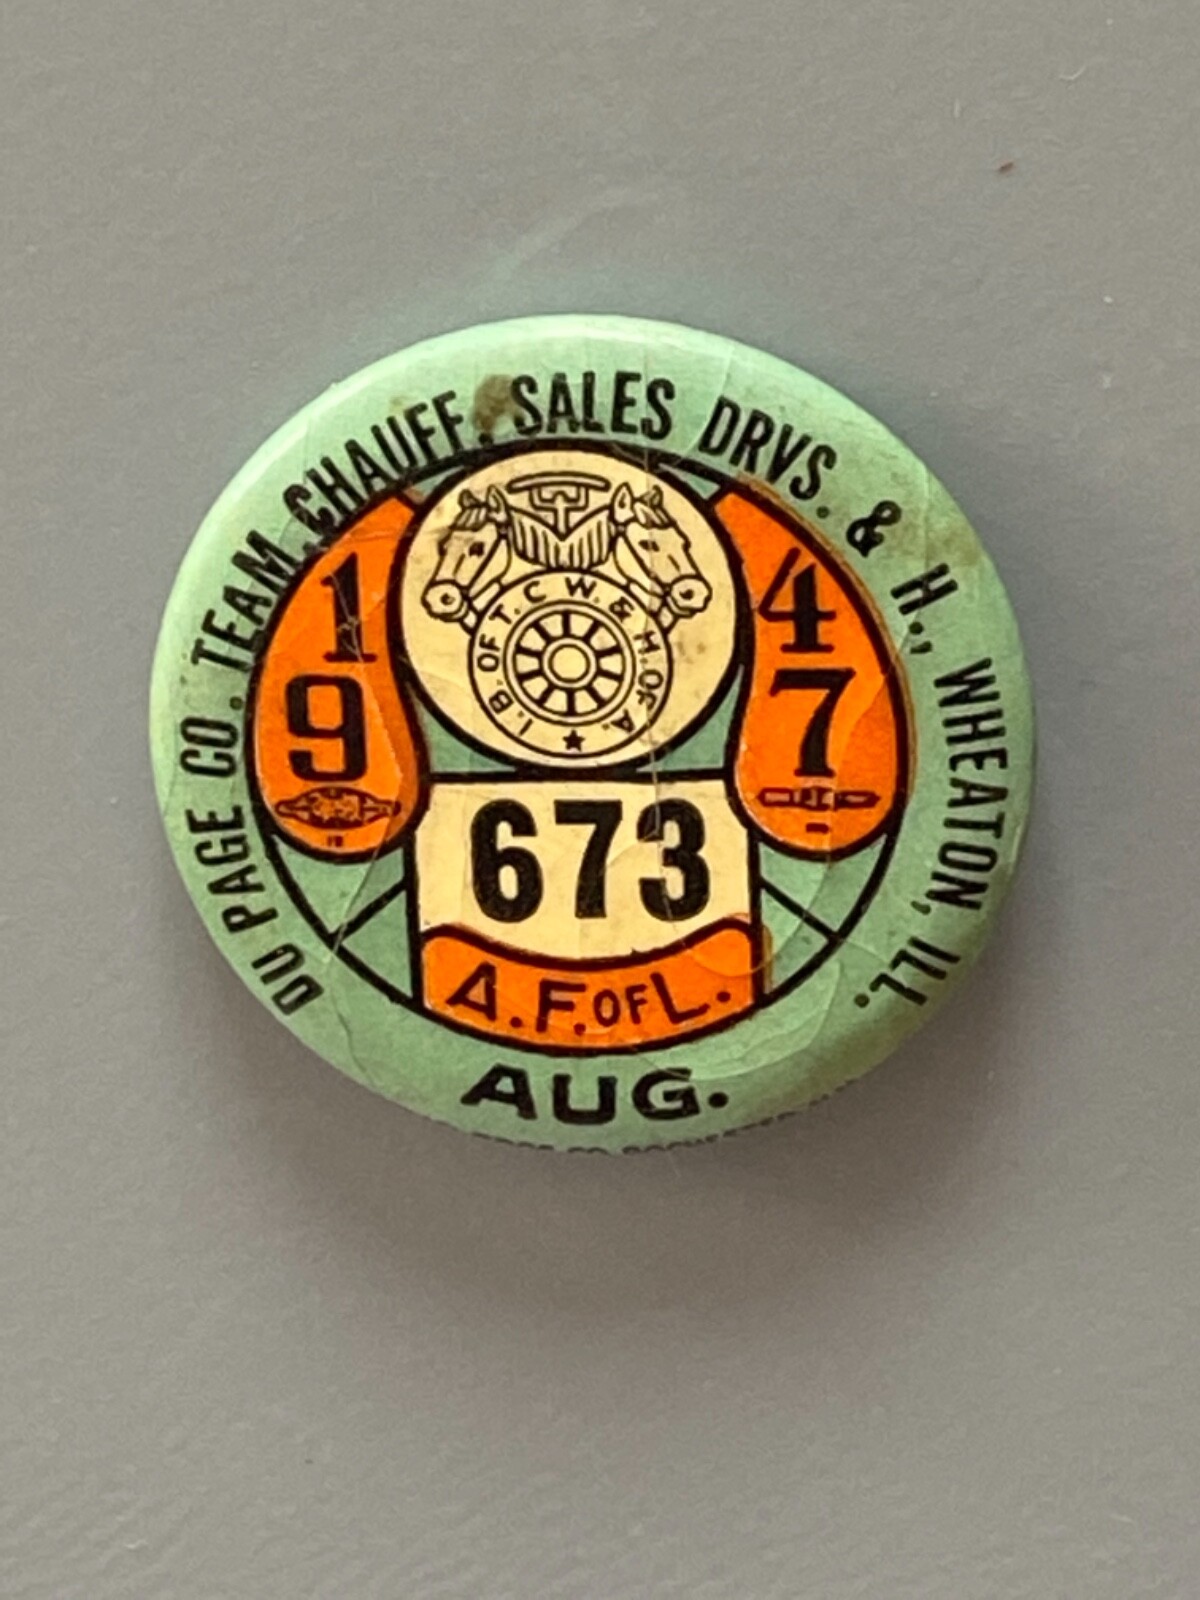 DU PAGE CO. TEAM. CHAUFF. SALES DRVS. & H., WHEATON, ILL.
I. B. OF T. C. W. & H. OF A.
19
47
673
A. F. OF L.
AUG.